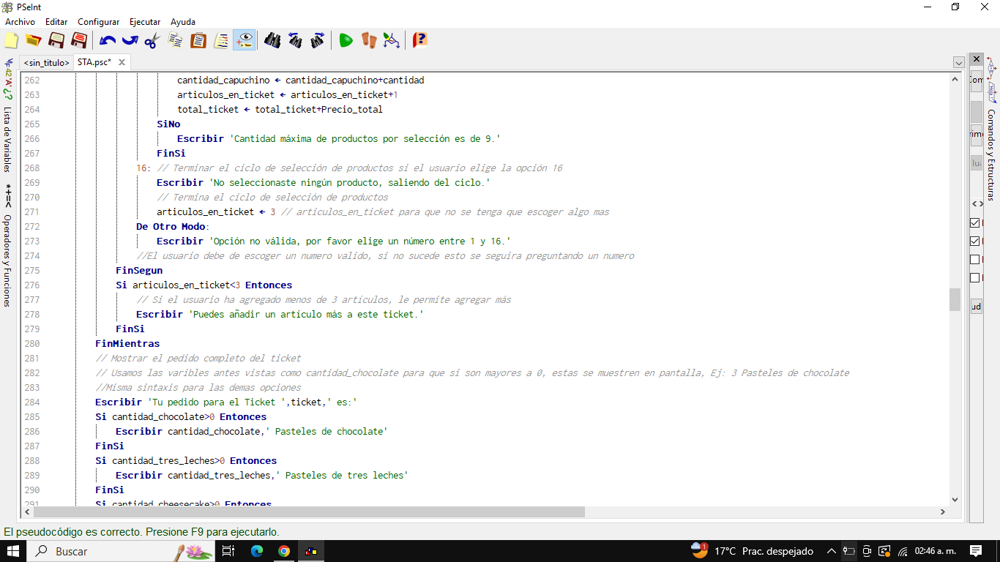 PSeInt
Archivo Editar Configurar Ejecutar Ayuda
<sin_titulo> STA.psc*
Lista de Variables
Operadores y Funciones
262 cantidad_capuchino ← cantidad_capuchino+cantidad
263 articulos_en_ticket ← articulos_en_ticket+1
264 total_ticket ← total_ticket+Precio_total
265 SiNo
266 Escribir 'Cantidad máxima de productos por selección es de 9.'
267 FinSi
268 16: // Terminar el ciclo de selección de productos si el usuario elige la opción 16
269 Escribir 'No seleccionaste ningún producto, saliendo del ciclo.'
270 // Termina el ciclo de selección de productos
271 articulos_en_ticket ← 3 // articulos_en_ticket para que no se tenga que escoger algo mas
272 De Otro Modo:
273 Escribir 'Opción no válida, por favor elige un número entre 1 y 16.'
274 //El usuario debe de escoger un numero valido, si no sucede esto se seguira preguntando un numero
275 FinSegun
276 Si articulos_en_ticket<3 Entonces
277 // Si el usuario ha agregado menos de 3 artículos, le permite agregar más
278 Escribir 'Puedes añadir un artículo más a este ticket.'
279 FinSi
280 FinMientras
281 // Mostrar el pedido completo del ticket
282 // Usamos las varibles antes vistas como cantidad_chocolate para que si son mayores a 0, estas se muestren en pantalla, Ej: 3 Pasteles de chocolate
283 //Misma sintaxis para las demas opciones
284 Escribir 'Tu pedido para el Ticket ',ticket,' es:'
285 Si cantidad_chocolate>0 Entonces
286 Escribir cantidad_chocolate,' Pasteles de chocolate'
287 FinSi
288 Si cantidad_tres_leches>0 Entonces
289 Escribir cantidad_tres_leches,' Pasteles de tres leches'
290 FinSi
291 Si cantidad_cheesecake>0 Entonces
Comandos y Estructuras
El pseudocódigo es correcto. Presione F9 para ejecutarlo.
Buscar
1
17°C Prac. despejado
02:46 a. m.